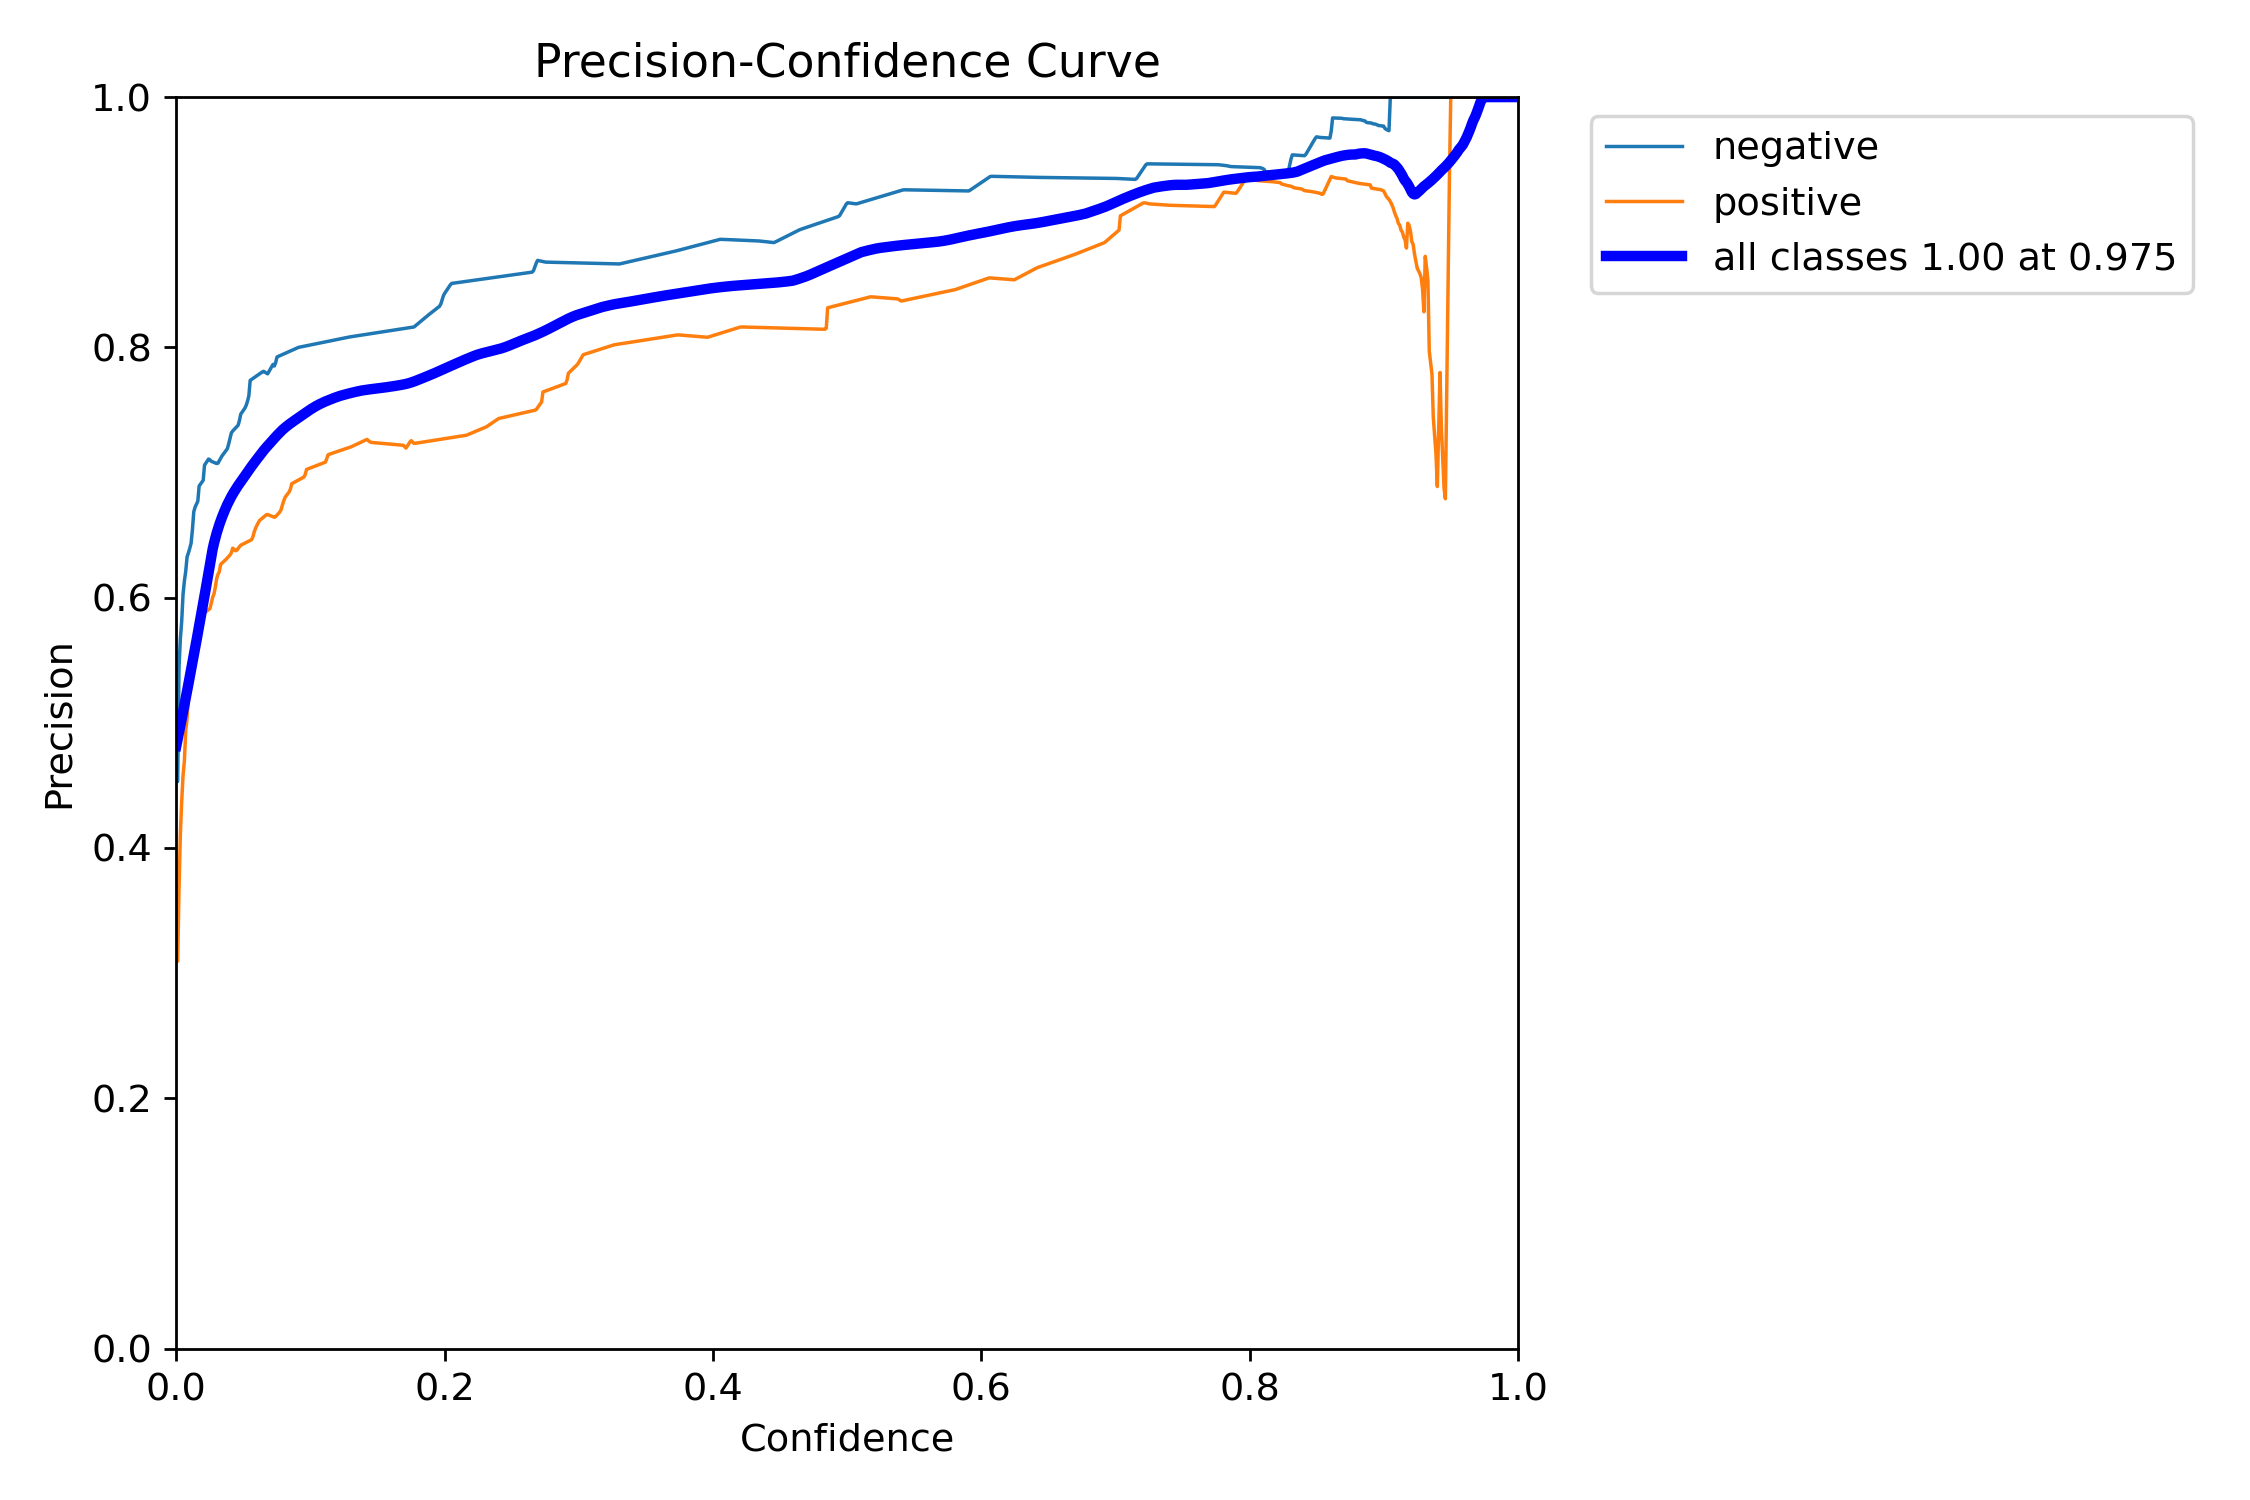 Precision-Confidence Curve
1.0
0.8
0.6
0.4
0.2
0.0
Precision
0.0 0.2 0.4 0.6 0.8 1.0
Confidence
negative
positive
all classes 1.00 at 0.975